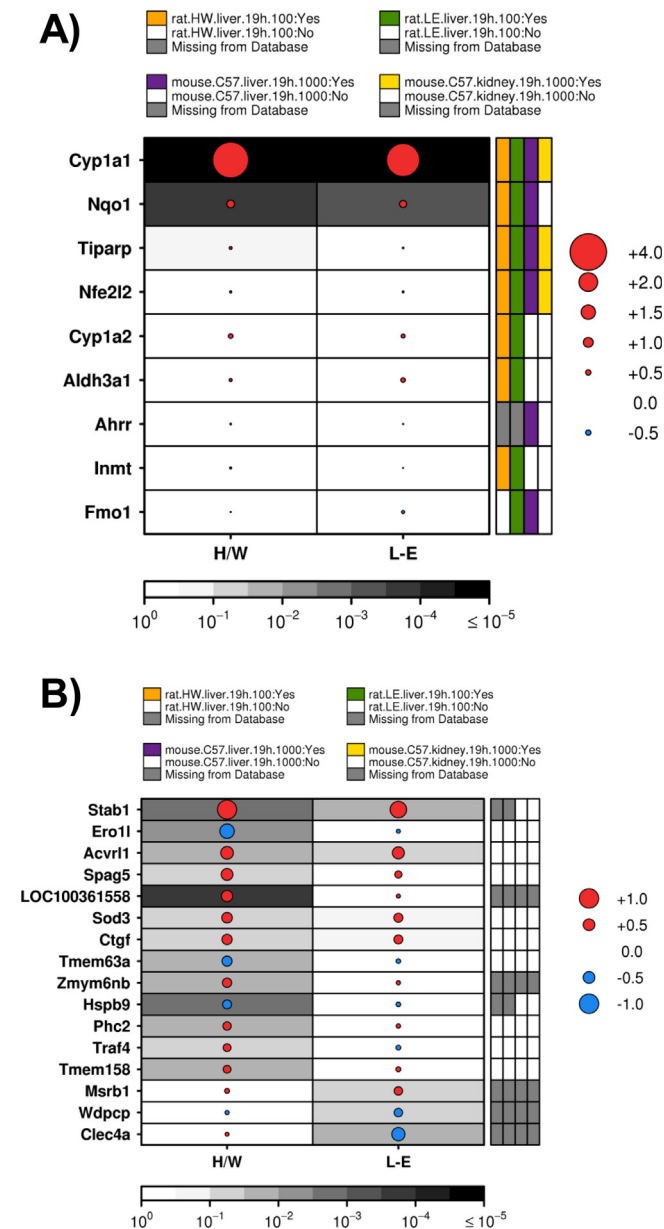 A)
rat.HW.liver.19h.100:Yes
rat.HW.liver.19h.100:No
Missing from Database
rat.LE.liver.19h.100:Yes
rat.LE.liver.19h.100:No
Missing from Database
mouse.C57.liver.19h.1000:Yes
mouse.C57.liver.19h.1000:No
Missing from Database
mouse.C57.kidney.19h.1000:Yes
mouse.C57.kidney.19h.1000:No
Missing from Database
Cyp1a1
Nqo1
Tiparp
Nfe2l2
Cyp1a2
Aldh3a1
Ahrr
Inmt
Fmo1
H/W L-E
+4.0
+2.0
+1.5
+1.0
+0.5
0.0
-0.5
10⁰ 10⁻¹ 10⁻² 10⁻³ 10⁻⁴ ≤ 10⁻⁵
B)
rat.HW.liver.19h.100:Yes
rat.HW.liver.19h.100:No
Missing from Database
rat.LE.liver.19h.100:Yes
rat.LE.liver.19h.100:No
Missing from Database
mouse.C57.liver.19h.1000:Yes
mouse.C57.liver.19h.1000:No
Missing from Database
mouse.C57.kidney.19h.1000:Yes
mouse.C57.kidney.19h.1000:No
Missing from Database
Stab1
Ero1l
Acvrl1
Spag5
LOC100361558
Sod3
Ctgf
Tmem63a
Zmym6nb
Hspb9
Phc2
Traf4
Tmem158
Msrb1
Wdpcp
Clec4a
H/W L-E
+1.0
+0.5
0.0
-0.5
-1.0
10⁰ 10⁻¹ 10⁻² 10⁻³ 10⁻⁴ ≤ 10⁻⁵